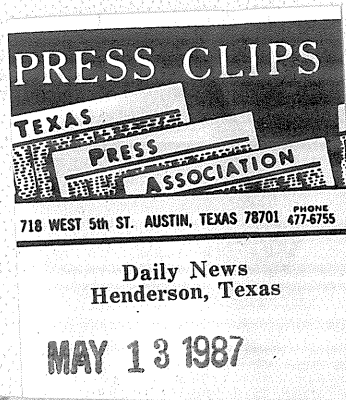 PRESS CLIPS
TEXAS
PRESS
ASSOCIATION
718 WEST 5th ST. AUSTIN, TEXAS 78701 PHONE 477-6755
Daily News
Henderson, Texas
MAY 13 1987